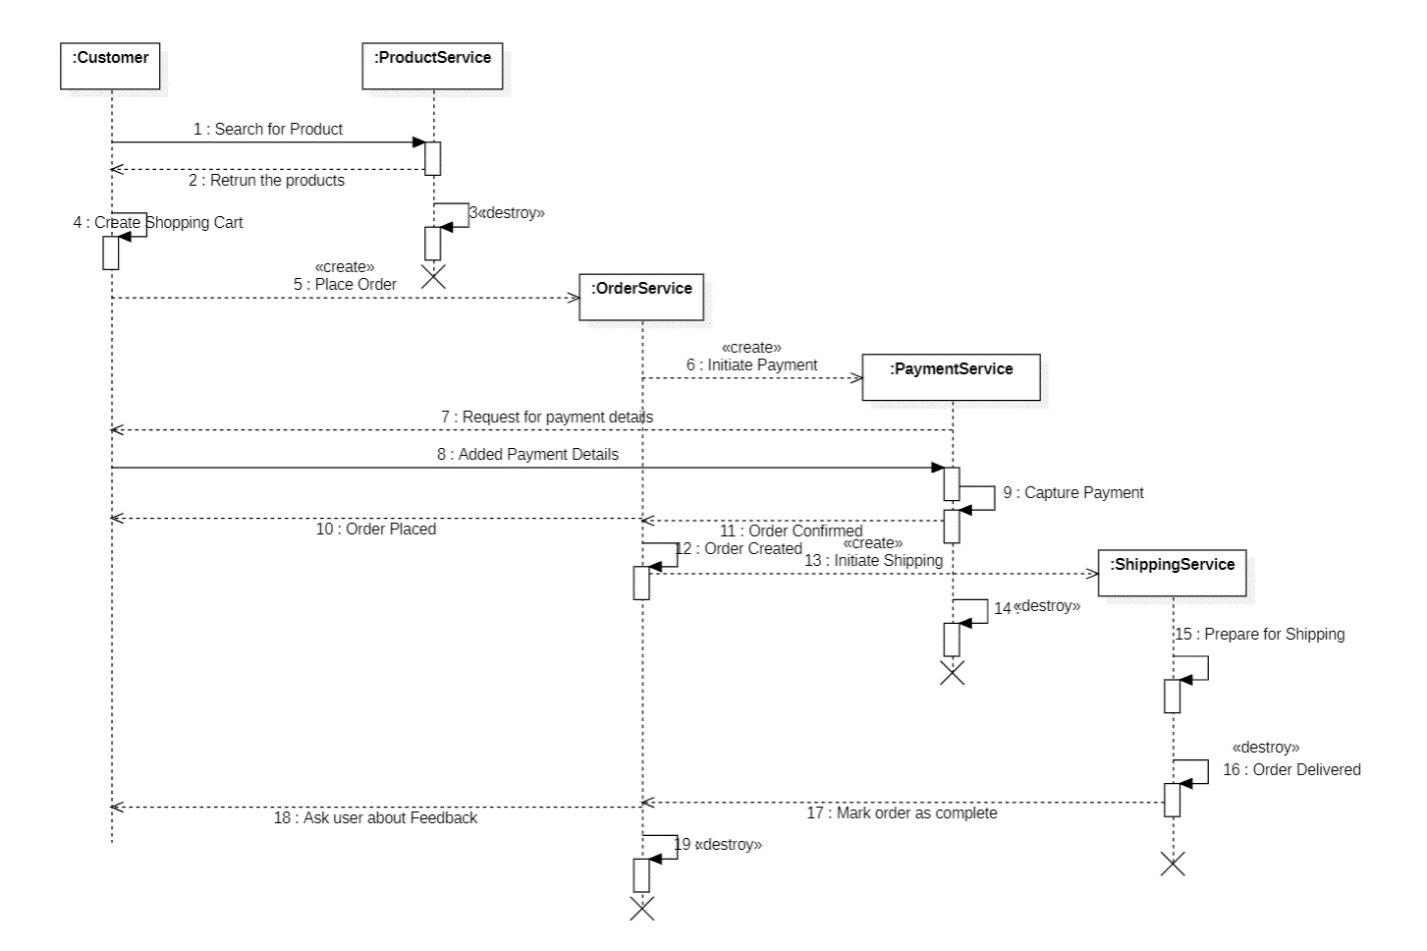 :Customer
:ProductService
1 : Search for Product
2 : Retrun the products
3«destroy»
4 : Create Shopping Cart
«create»
5 : Place Order
:OrderService
«create»
6 : Initiate Payment
:PaymentService
7 : Request for payment details
8 : Added Payment Details
9 : Capture Payment
10 : Order Placed
11 : Order Confirmed
12 : Order Created
«create»
13 : Initiate Shipping
:ShippingService
14 : «destroy»
15 : Prepare for Shipping
«destroy»
16 : Order Delivered
17 : Mark order as complete
18 : Ask user about Feedback
19 «destroy»